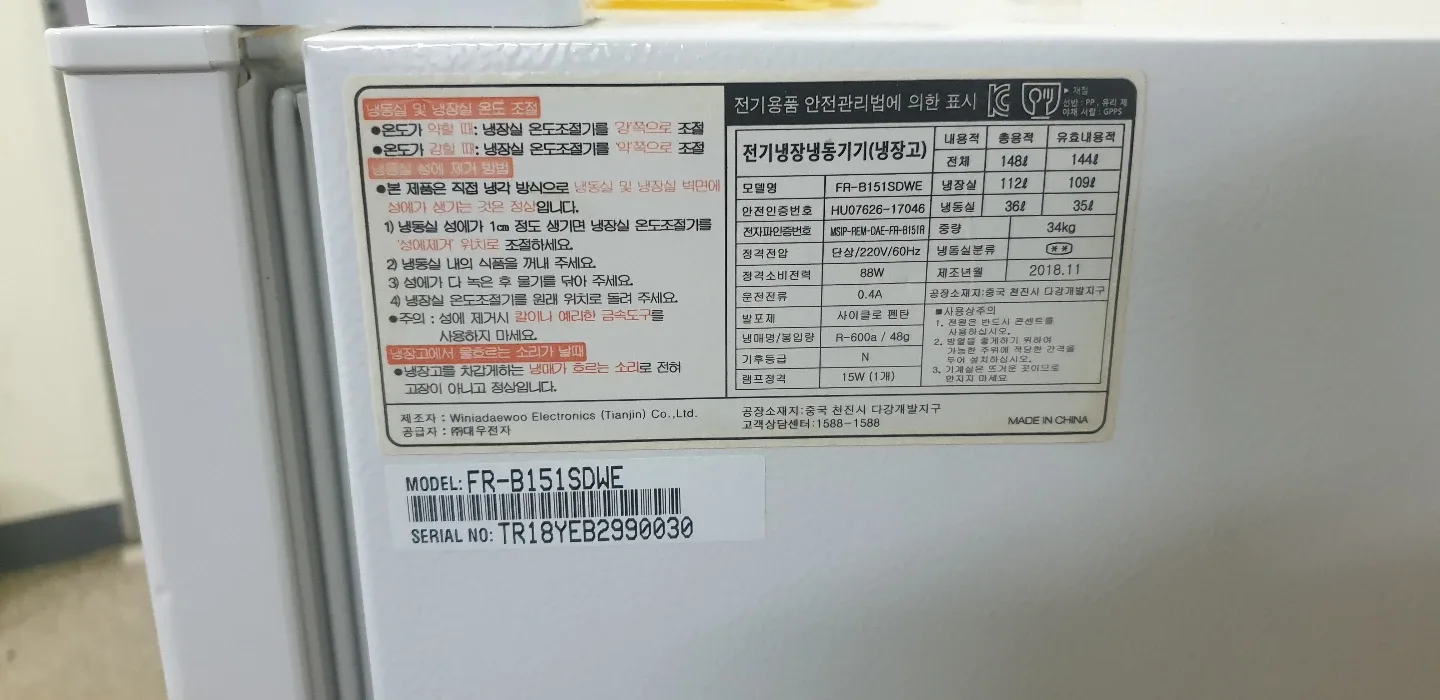 냉동실 및 냉장실 온도 조절
●온도가 약할 때: 냉장실 온도조절기를 '강'쪽으로 조절
●온도가 강할 때: 냉장실 온도조절기를 '약'쪽으로 조절
냉동실 성에 제거 방법
●본 제품은 직접 냉각 방식으로 냉동실 및 냉장실 벽면에
성에가 생기는 것은 정상입니다.
1) 냉동실 성에가 1㎝ 정도 생기면 냉장실 온도조절기를
'성에제거' 위치로 조절하세요.
2) 냉동실 내의 식품을 꺼내 주세요.
3) 성에가 다 녹은 후 물기를 닦아 주세요.
4) 냉장실 온도조절기를 원래 위치로 돌려 주세요.
●주의 : 성에 제거시 칼이나 예리한 금속도구를
사용하지 마세요.
냉장고에서 물흐르는 소리가 날때
●냉장고를 차갑게하는 냉매가 흐르는 소리로 전혀
고장이 아니고 정상입니다.
전기용품 안전관리법에 의한 표시
▶ 재질
선반 : PP, 유리 제
야채 서랍 : GPPS
전기냉장냉동기기(냉장고)
모델명 FR-B151SDWE
안전인증번호 HU07626-17046
전자파인증번호 MSIP-REM-DAE-FR-B151R
정격전압 단상/220V/60Hz
정격소비전력 88W
운전전류 0.4A
발포제 사이클로 펜탄
냉매명/봉입량 R-600a / 48g
기후등급 N
램프정격 15W (1개)
내용적 총용적 유효내용적
전체 148ℓ 144ℓ
냉장실 112ℓ 109ℓ
냉동실 36ℓ 35ℓ
중량 34kg
냉동실분류 **
제조년월 2018.11
공장소재지:중국 천진시 다강개발지구
■사용상주의
1. 전원은 반드시 콘센트를
사용하십시오.
2. 방열을 좋게하기 위하여
가능한 주위에 적당한 간격을
두어 설치하십시오.
3. 기계실은 뜨거운 곳이므로
만지지 마세요
제조자 : Winiadaewoo Electronics (Tianjin) Co.,Ltd.
공급자 : ㈜대우전자
공장소재지:중국 천진시 다강개발지구
고객상담센터:1588-1588
MADE IN CHINA
MODEL: FR-B151SDWE
SERIAL NO: TR18YEB2990030